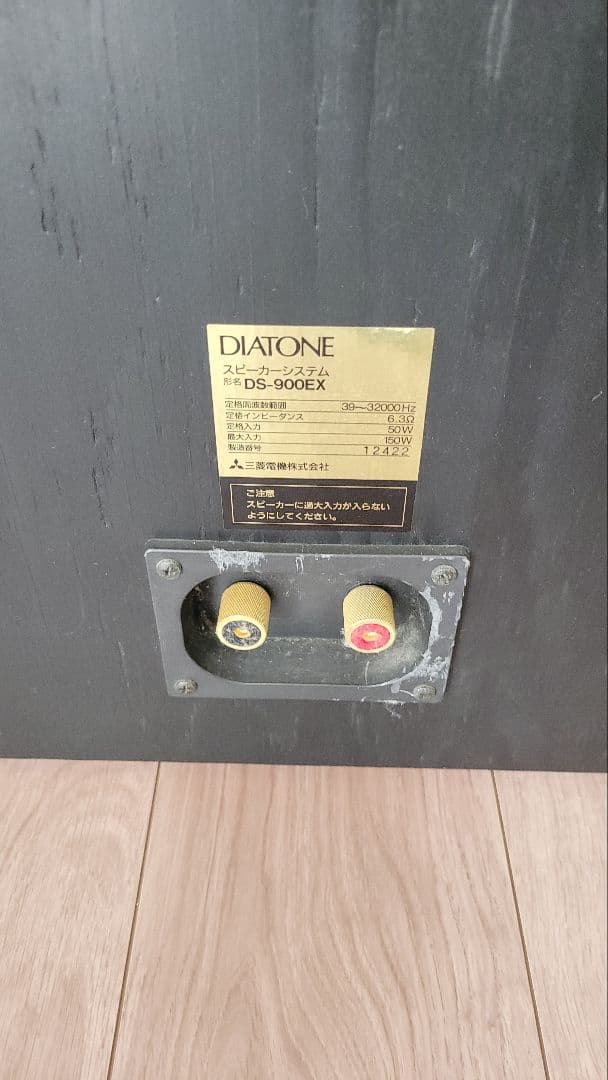 DIATONE
スピーカーシステム
形名 DS-900EX
定格周波数範囲 39〜32000Hz
定格インピーダンス 6.3Ω
定格入力 50W
最大入力 150W
製造番号 12422
三菱電機株式会社
ご注意
スピーカーに過大入力が入らない
ようにしてください。